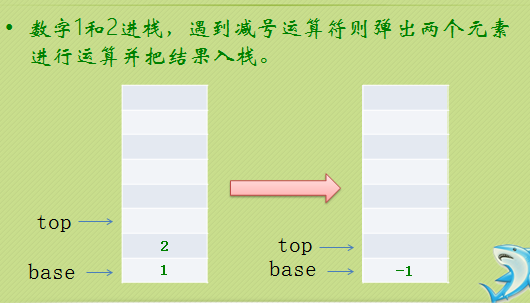 • 数字1和2进栈，遇到减号运算符则弹出两个元素
进行运算并把结果入栈。
top
2
base
1
top
base
-1